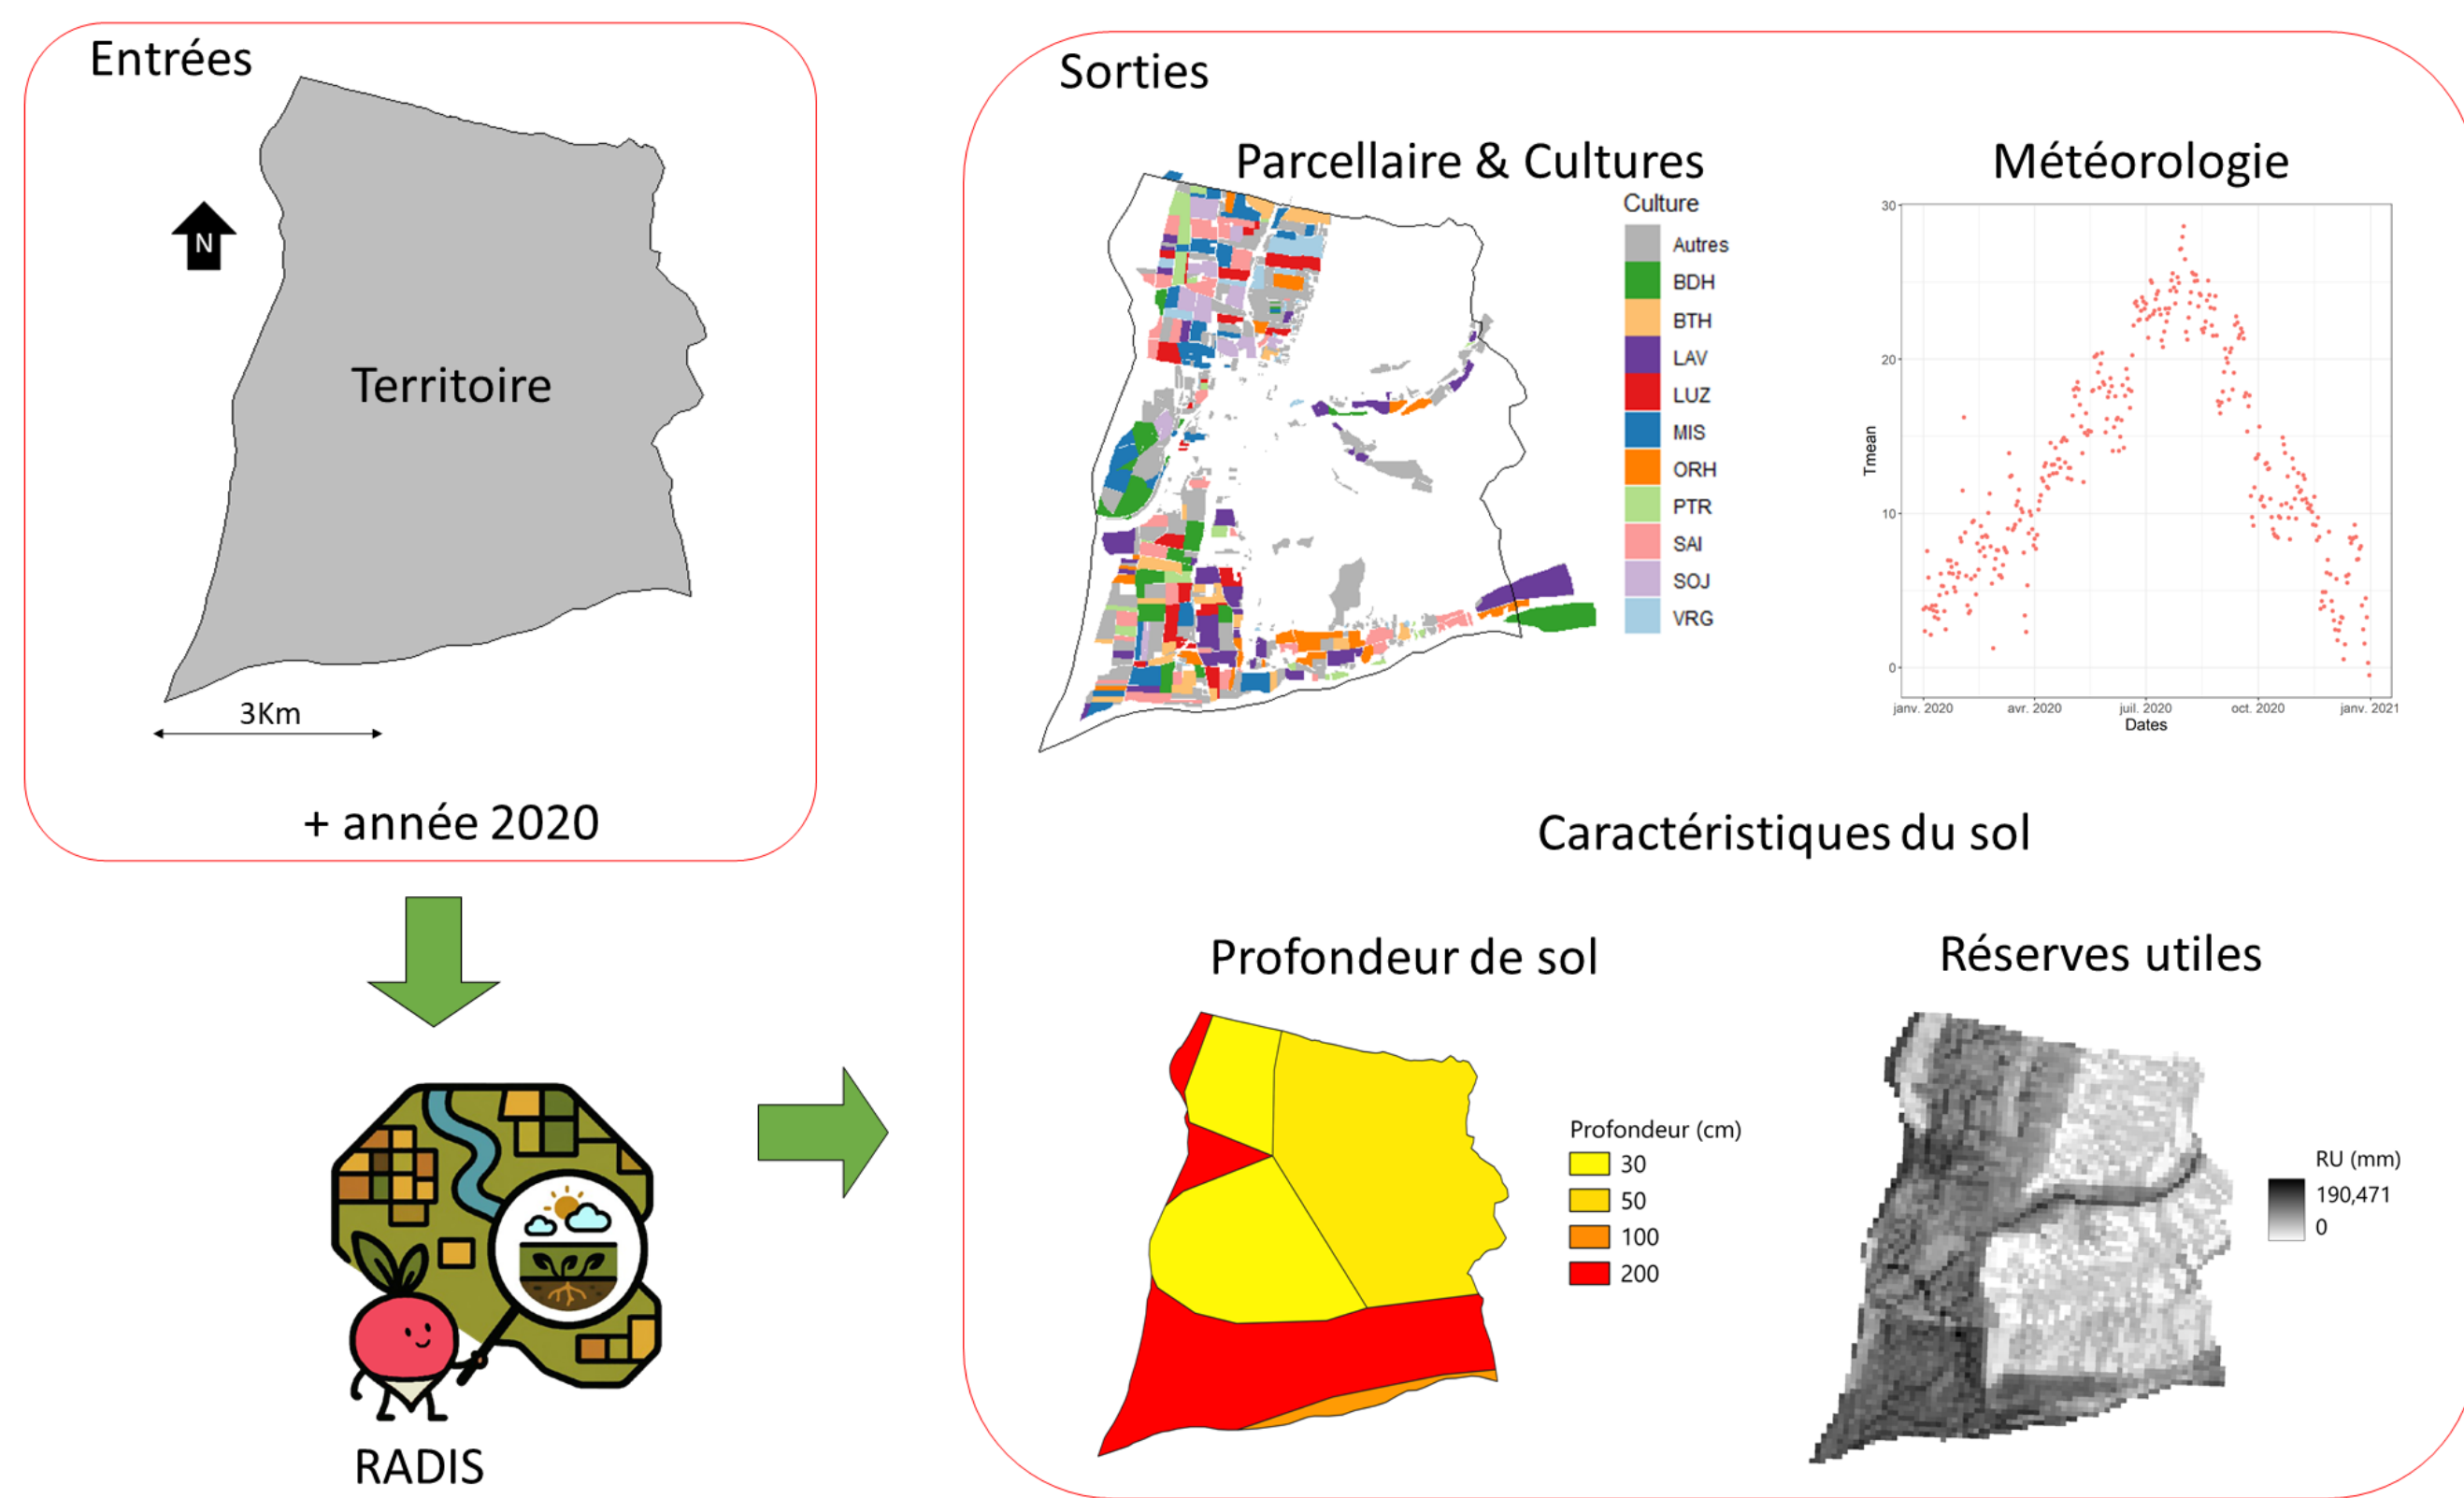 Entrées
N
Territoire
3Km
+ année 2020
RADIS
Sorties
Parcellaire & Cultures
Culture
Autres
BDH
BTH
LAV
LUZ
MIS
ORH
PTR
SAI
SOJ
VRG
Météorologie
30
20
10
0
Tmean
janv. 2020
avr. 2020
juil. 2020
oct. 2020
janv. 2021
Dates
Caractéristiques du sol
Profondeur de sol
Profondeur (cm)
30
50
100
200
Réserves utiles
RU (mm)
190,471
0